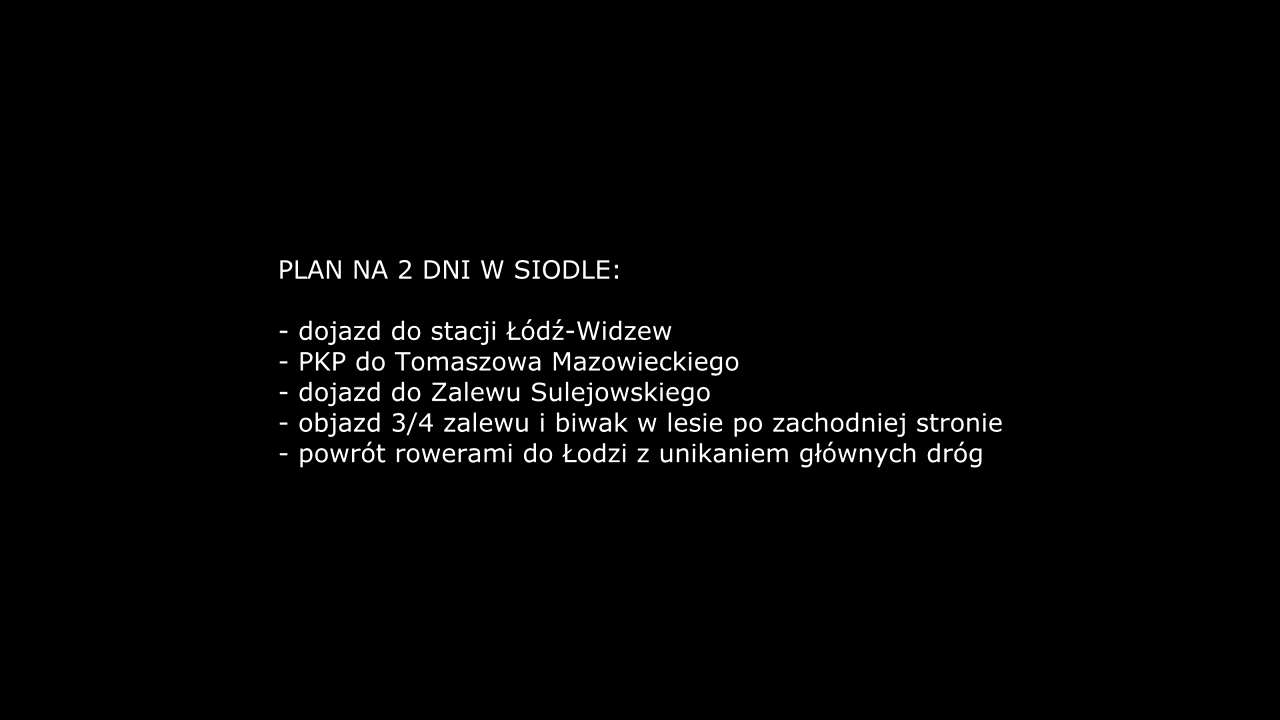 PLAN NA 2 DNI W SIODLE:
- dojazd do stacji Łódź-Widzew
- PKP do Tomaszowa Mazowieckiego
- dojazd do Zalewu Sulejowskiego
- objazd 3/4 zalewu i biwak w lesie po zachodniej stronie
- powrót rowerami do Łodzi z unikaniem głównych dróg